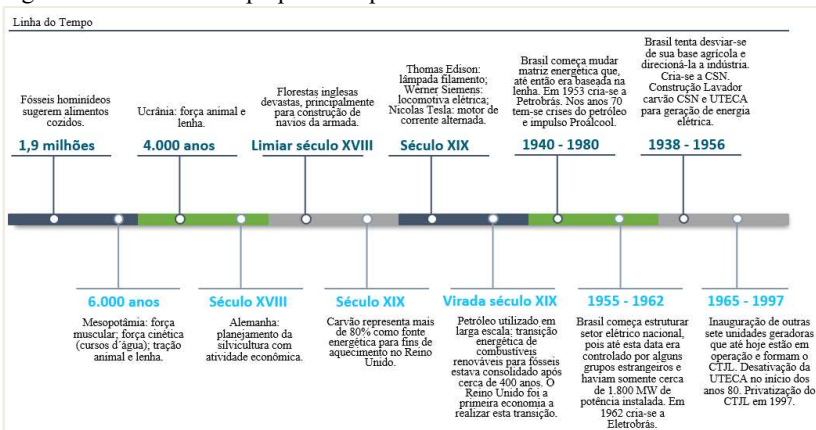 Linha do Tempo
Fósseis hominídeos
sugerem alimentos
cozidos.
1,9 milhões
Ucrânia: força animal e
lenha.
4.000 anos
Florestas inglesas
devastas, principalmente
para construção de
navios da armada.
Limiar século XVIII
Thomas Edison:
lâmpada filamento;
Werner Siemens:
locomotiva elétrica;
Nicolas Tesla: motor de
corrente alternada.
Século XIX
Brasil começa mudar
matriz energética que,
até então era baseada na
lenha. Em 1953 cria-se a
Petrobrás. Nos anos 70
tem-se crises do petróleo
e impulso Proálcool.
1940 - 1980
Brasil tenta desviar-se
de sua base agrícola e
direcioná-la a indústria.
Cria-se a CSN.
Construção Lavador
carvão CSN e UTECA
para geração de energia
elétrica.
1938 - 1956
6.000 anos
Mesopotâmia: força
muscular; força cinética
(cursos d´água); tração
animal e lenha.
Século XVIII
Alemanha:
planejamento da
silvicultura com
atividade econômica.
Século XIX
Carvão representa mais
de 80% como fonte
energética para fins de
aquecimento no Reino
Unido.
Virada século XIX
Petróleo utilizado em
larga escala: transição
energética de
combustíveis
renováveis para fósseis
estava consolidado após
cerca de 400 anos. O
Reino Unido foi a
primeira economia a
realizar esta transição.
1955 - 1962
Brasil começa estruturar
setor elétrico nacional,
pois até esta data era
controlado por alguns
grupos estrangeiros e
haviam somente cerca
de 1.800 MW de
potência instalada. Em
1962 cria-se a
Eletrobrás.
1965 - 1997
Inauguração de outras
sete unidades geradoras
que até hoje estão em
operação e formam o
CTJL. Desativação da
UTECA no início dos
anos 80. Privatização do
CTJL em 1997.